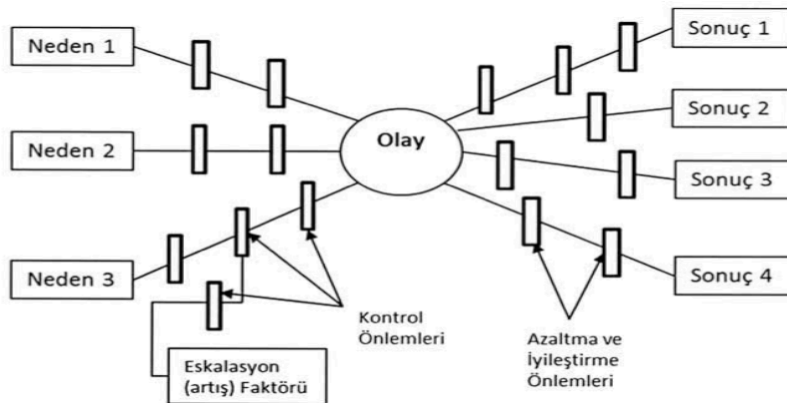 Neden 1
Neden 2
Neden 3
Olay
Sonuç 1
Sonuç 2
Sonuç 3
Sonuç 4
Kontrol
Önlemleri
Azaltma ve
İyileştirme
Önlemleri
Eskalasyon
(artış) Faktörü